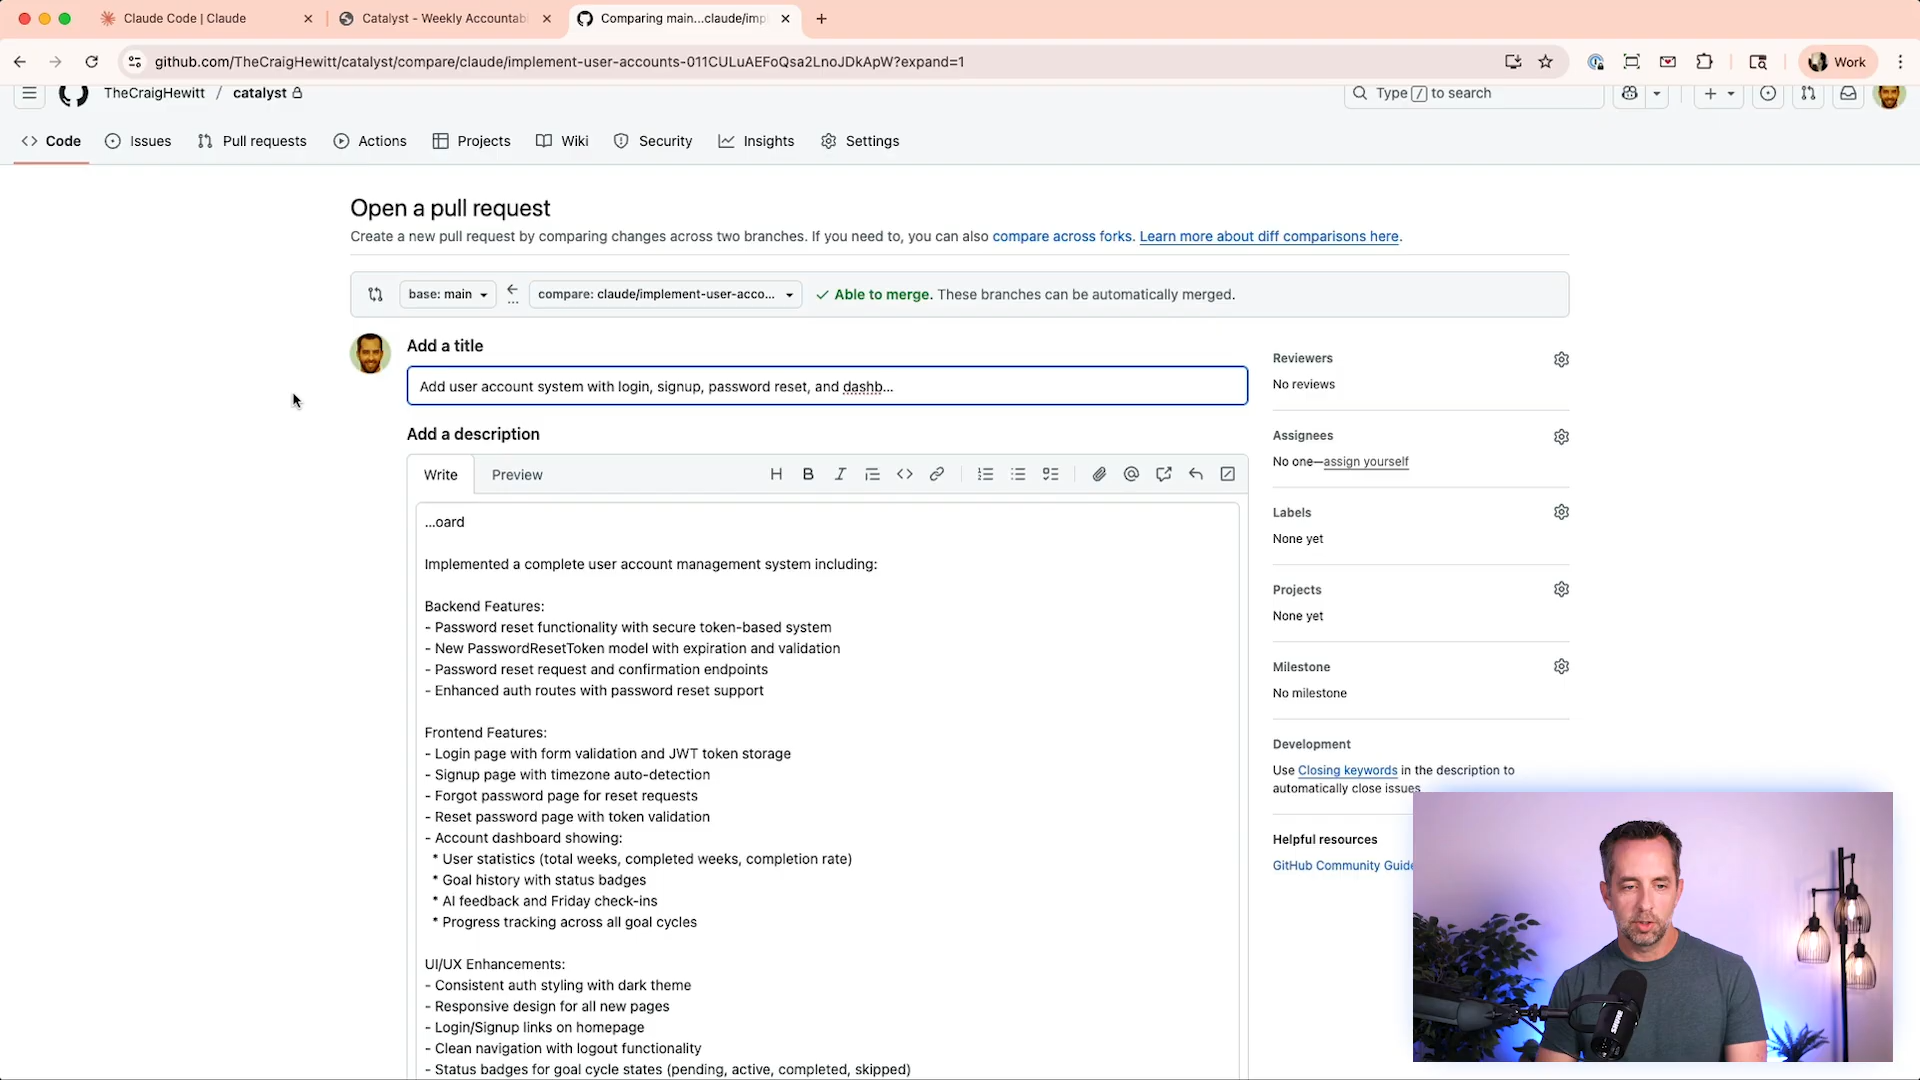 Claude Code | Claude
Catalyst - Weekly Accountabi
Comparing main...claude/imp
github.com/TheCraigHewitt/catalyst/compare/claude/implement-user-accounts-011CULuAEFoQsa2LnoJDkApW?expand=1
Work
TheCraigHewitt / catalyst
Type / to search
Code
Issues
Pull requests
Actions
Projects
Wiki
Security
Insights
Settings
Open a pull request
Create a new pull request by comparing changes across two branches. If you need to, you can also compare across forks. Learn more about diff comparisons here.
base: main
...
compare: claude/implement-user-acco...
Able to merge. These branches can be automatically merged.
Add a title
Add user account system with login, signup, password reset, and dashb...
Add a description
Write
Preview
…oard
Implemented a complete user account management system including:
Backend Features:
- Password reset functionality with secure token-based system
- New PasswordResetToken model with expiration and validation
- Password reset request and confirmation endpoints
- Enhanced auth routes with password reset support
Frontend Features:
- Login page with form validation and JWT token storage
- Signup page with timezone auto-detection
- Forgot password page for reset requests
- Reset password page with token validation
- Account dashboard showing:
* User statistics (total weeks, completed weeks, completion rate)
* Goal history with status badges
* AI feedback and Friday check-ins
* Progress tracking across all goal cycles
UI/UX Enhancements:
- Consistent auth styling with dark theme
- Responsive design for all new pages
- Login/Signup links on homepage
- Clean navigation with logout functionality
- Status badges for goal cycle states (pending, active, completed, skipped)
Reviewers
No reviews
Assignees
No one—assign yourself
Labels
None yet
Projects
None yet
Milestone
No milestone
Development
Use Closing keywords in the description to
automatically close issues
Helpful resources
GitHub Community Guide
SHURE